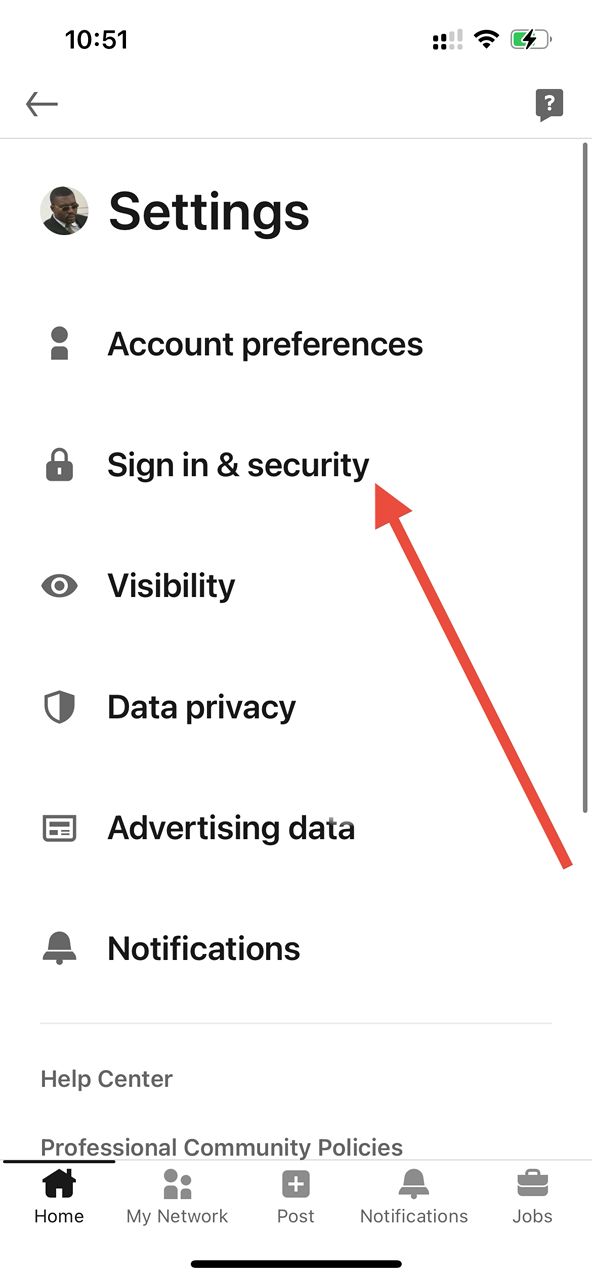 10:51
?
Settings
Account preferences
Sign in & security
Visibility
Data privacy
Advertising data
Notifications
Help Center
Professional Community Policies
Home
My Network
Post
Notifications
Jobs